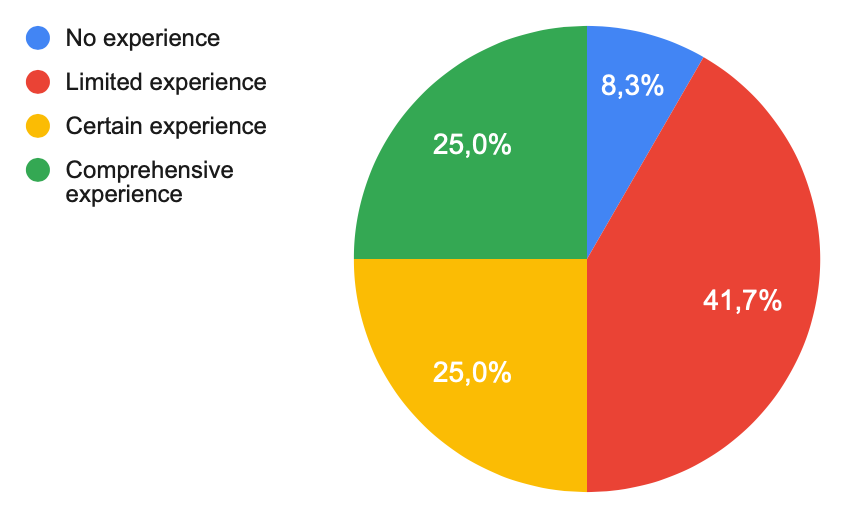 No experience
Limited experience
Certain experience
Comprehensive
experience
8,3%
25,0%
41,7%
25,0%